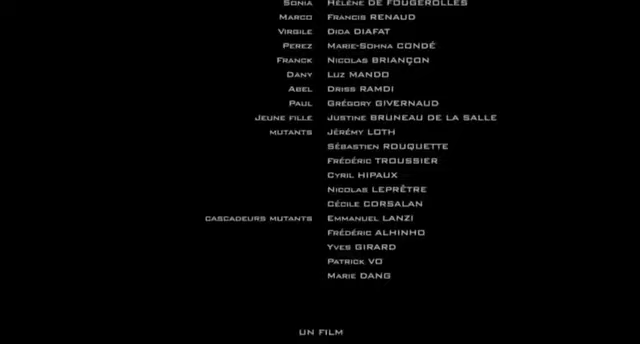 Sonia Hélène DE FOUGEROLLES
Marco Francis RENAUD
Virgile Dida DIAFAT
Perez Marie-Sohna CONDÉ
Franck Nicolas BRIANÇON
Dany Luz MANDO
Abel Driss RAMDI
Paul Grégory GIVERNAUD
Jeune fille Justine BRUNEAU DE LA SALLE
mutants Jérémy LOTH
Sébastien ROUQUETTE
Frédéric TROUSSIER
Cyril HIPAUX
Nicolas LEPRÊTRE
Cécile CORSALAN
cascadeurs mutants Emmanuel LANZI
Frédéric ALHINHO
Yves GIRARD
Patrick VO
Marie DANG
UN FILM